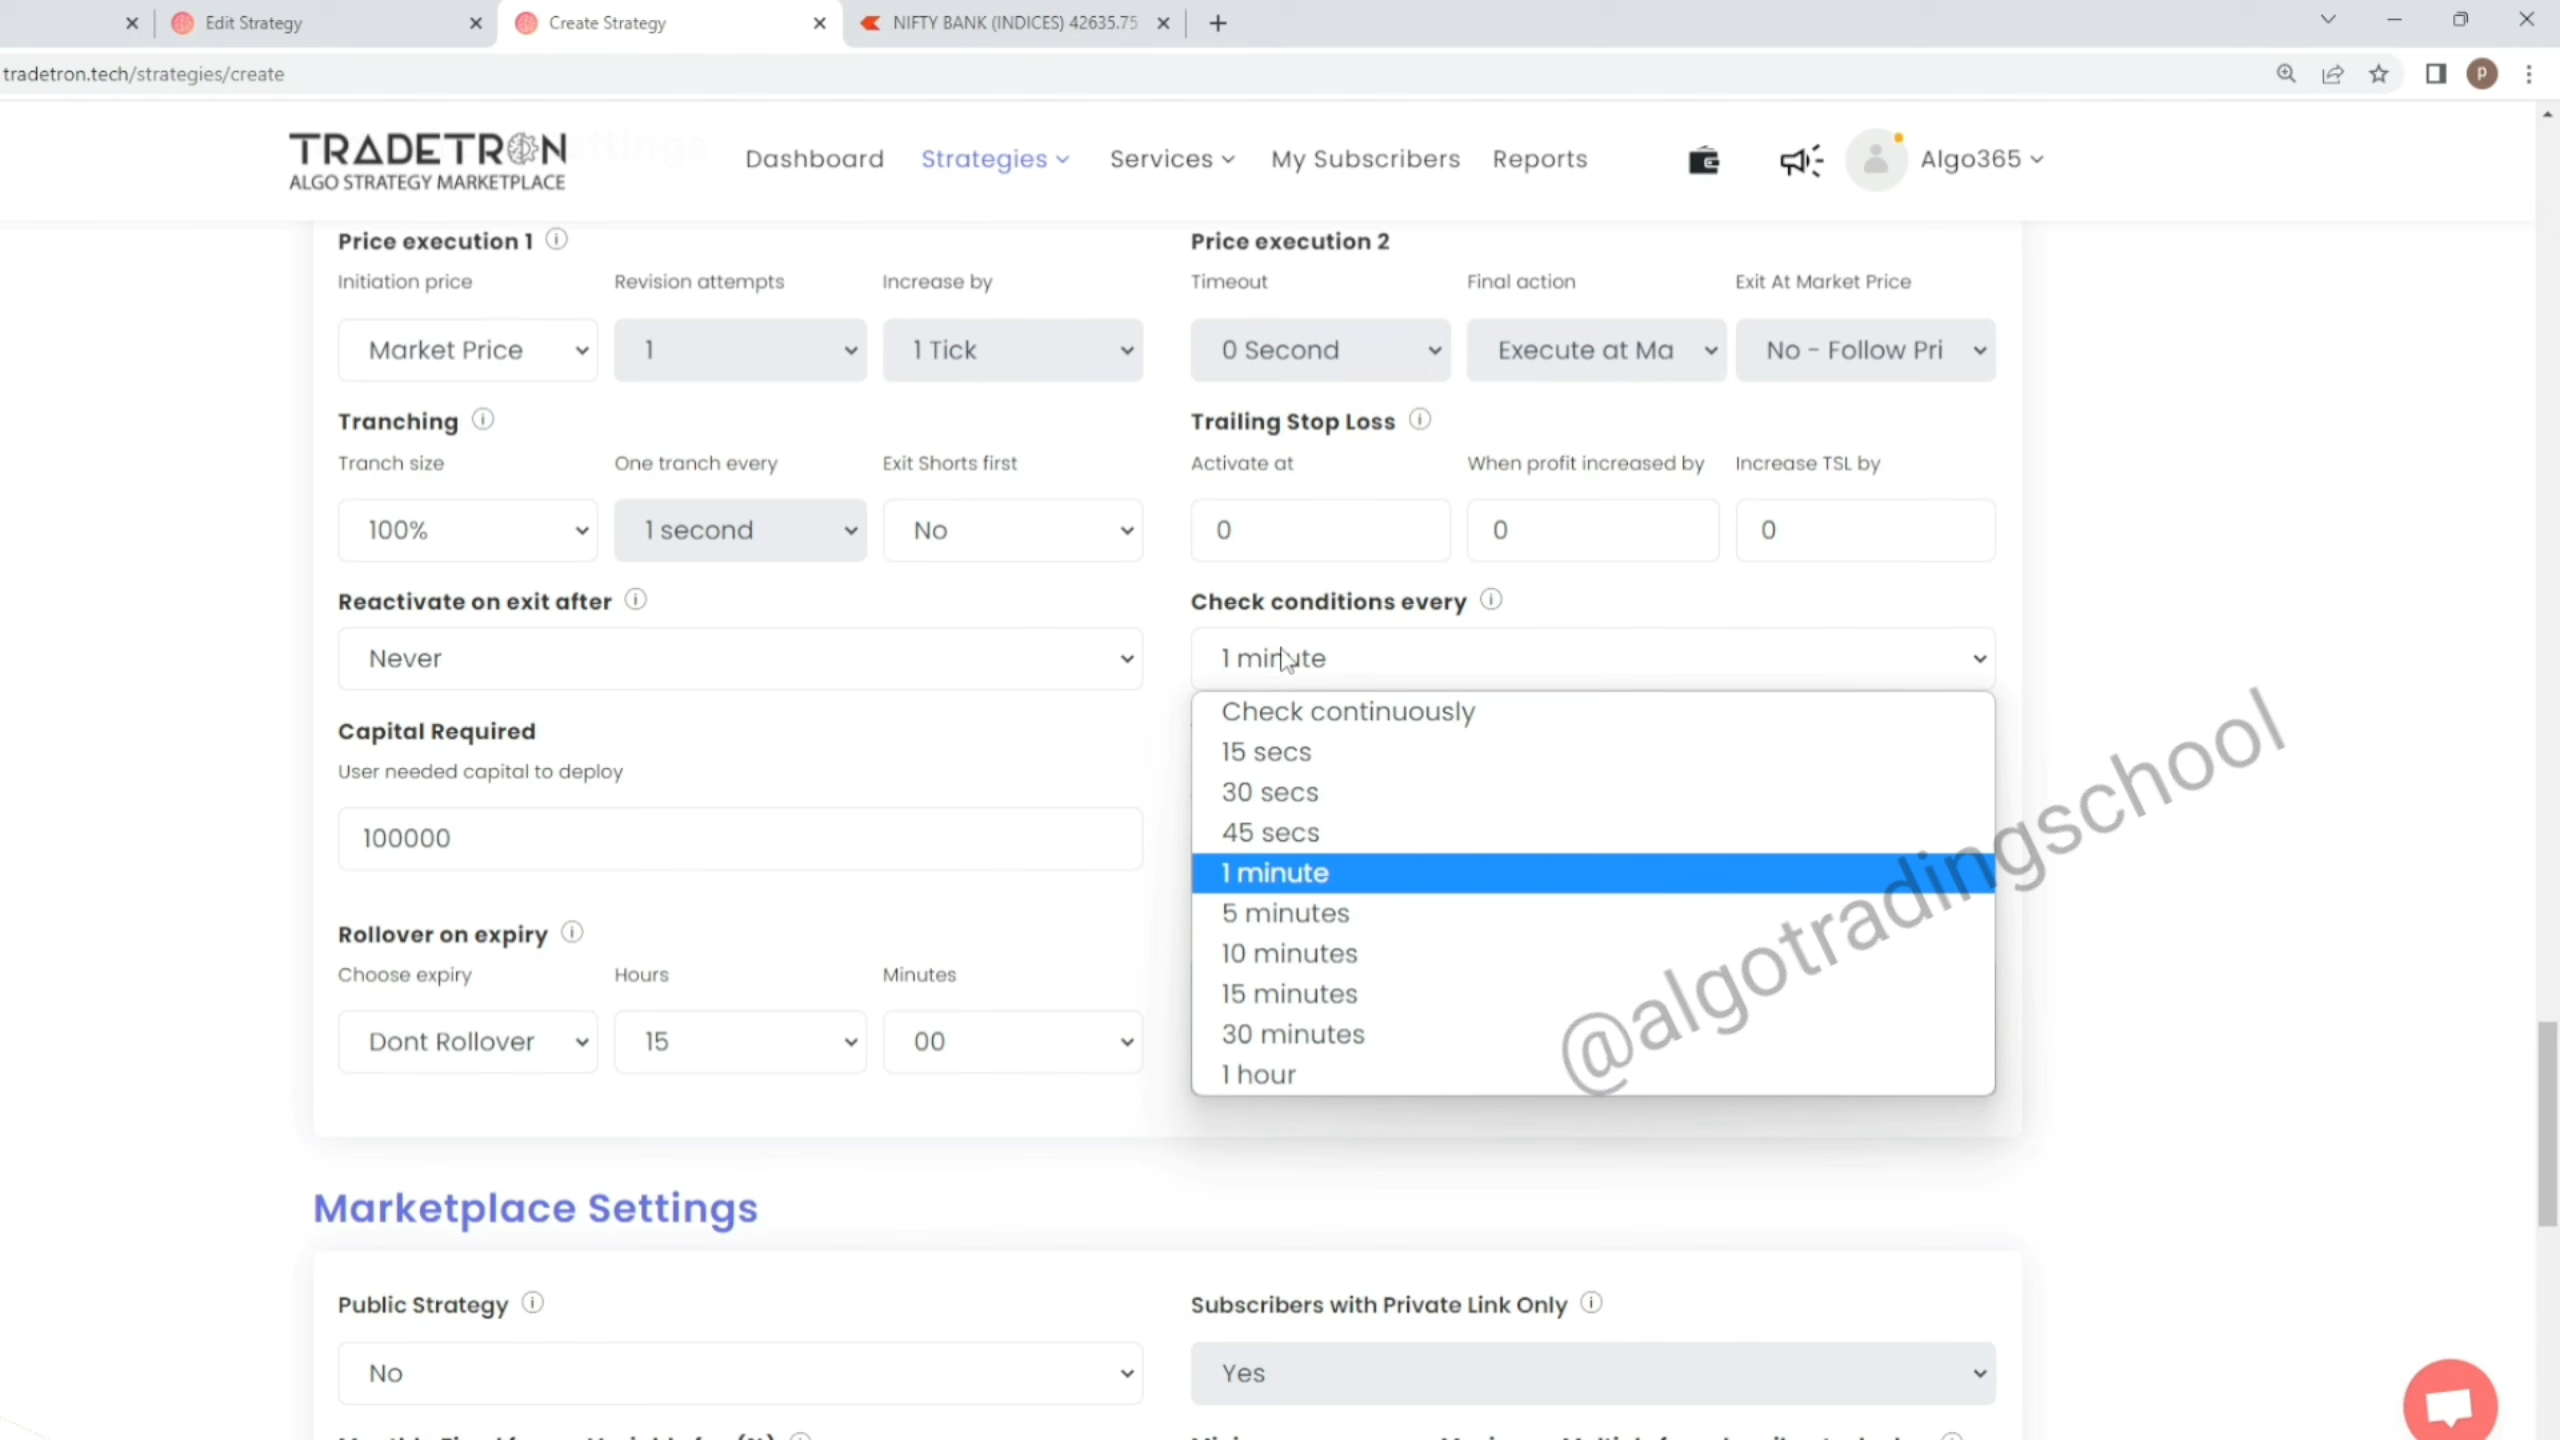 Edit Strategy
Create Strategy
NIFTY BANK (INDICES) 42635.75
tradetron.tech/strategies/create
p
TRADETRON
ALGO STRATEGY MARKETPLACE
Dashboard
Strategies
Services
My Subscribers
Reports
Algo365
Price execution 1
Price execution 2
Initiation price
Revision attempts
Increase by
Timeout
Final action
Exit At Market Price
Market Price
1
1 Tick
0 Second
Execute at Ma
No - Follow Pri
Tranching
Trailing Stop Loss
Tranch size
One tranch every
Exit Shorts first
Activate at
When profit increased by
Increase TSL by
100%
1 second
No
0
0
0
Reactivate on exit after
Check conditions every
Never
1 minute
Check continuously
15 secs
30 secs
45 secs
1 minute
5 minutes
10 minutes
15 minutes
30 minutes
1 hour
Capital Required
User needed capital to deploy
100000
Rollover on expiry
Choose expiry
Hours
Minutes
Dont Rollover
15
00
@algotradingschool
Marketplace Settings
Public Strategy
Subscribers with Private Link Only
No
Yes